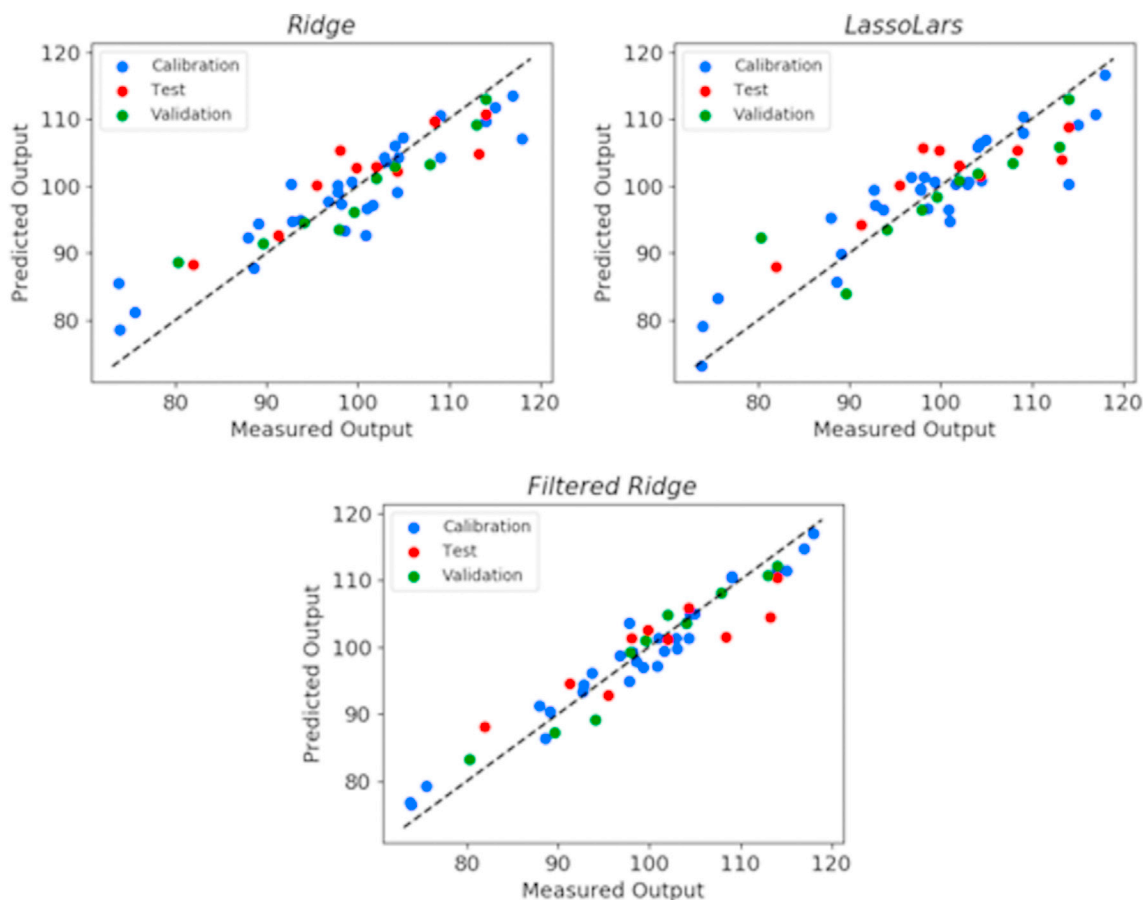 Ridge
120
110
100
90
80
Predicted Output
Calibration
Test
Validation
80 90 100 110 120
Measured Output
LassoLars
120
110
100
90
80
Predicted Output
Calibration
Test
Validation
80 90 100 110 120
Measured Output
Filtered Ridge
120
110
100
90
80
Predicted Output
Calibration
Test
Validation
80 90 100 110 120
Measured Output